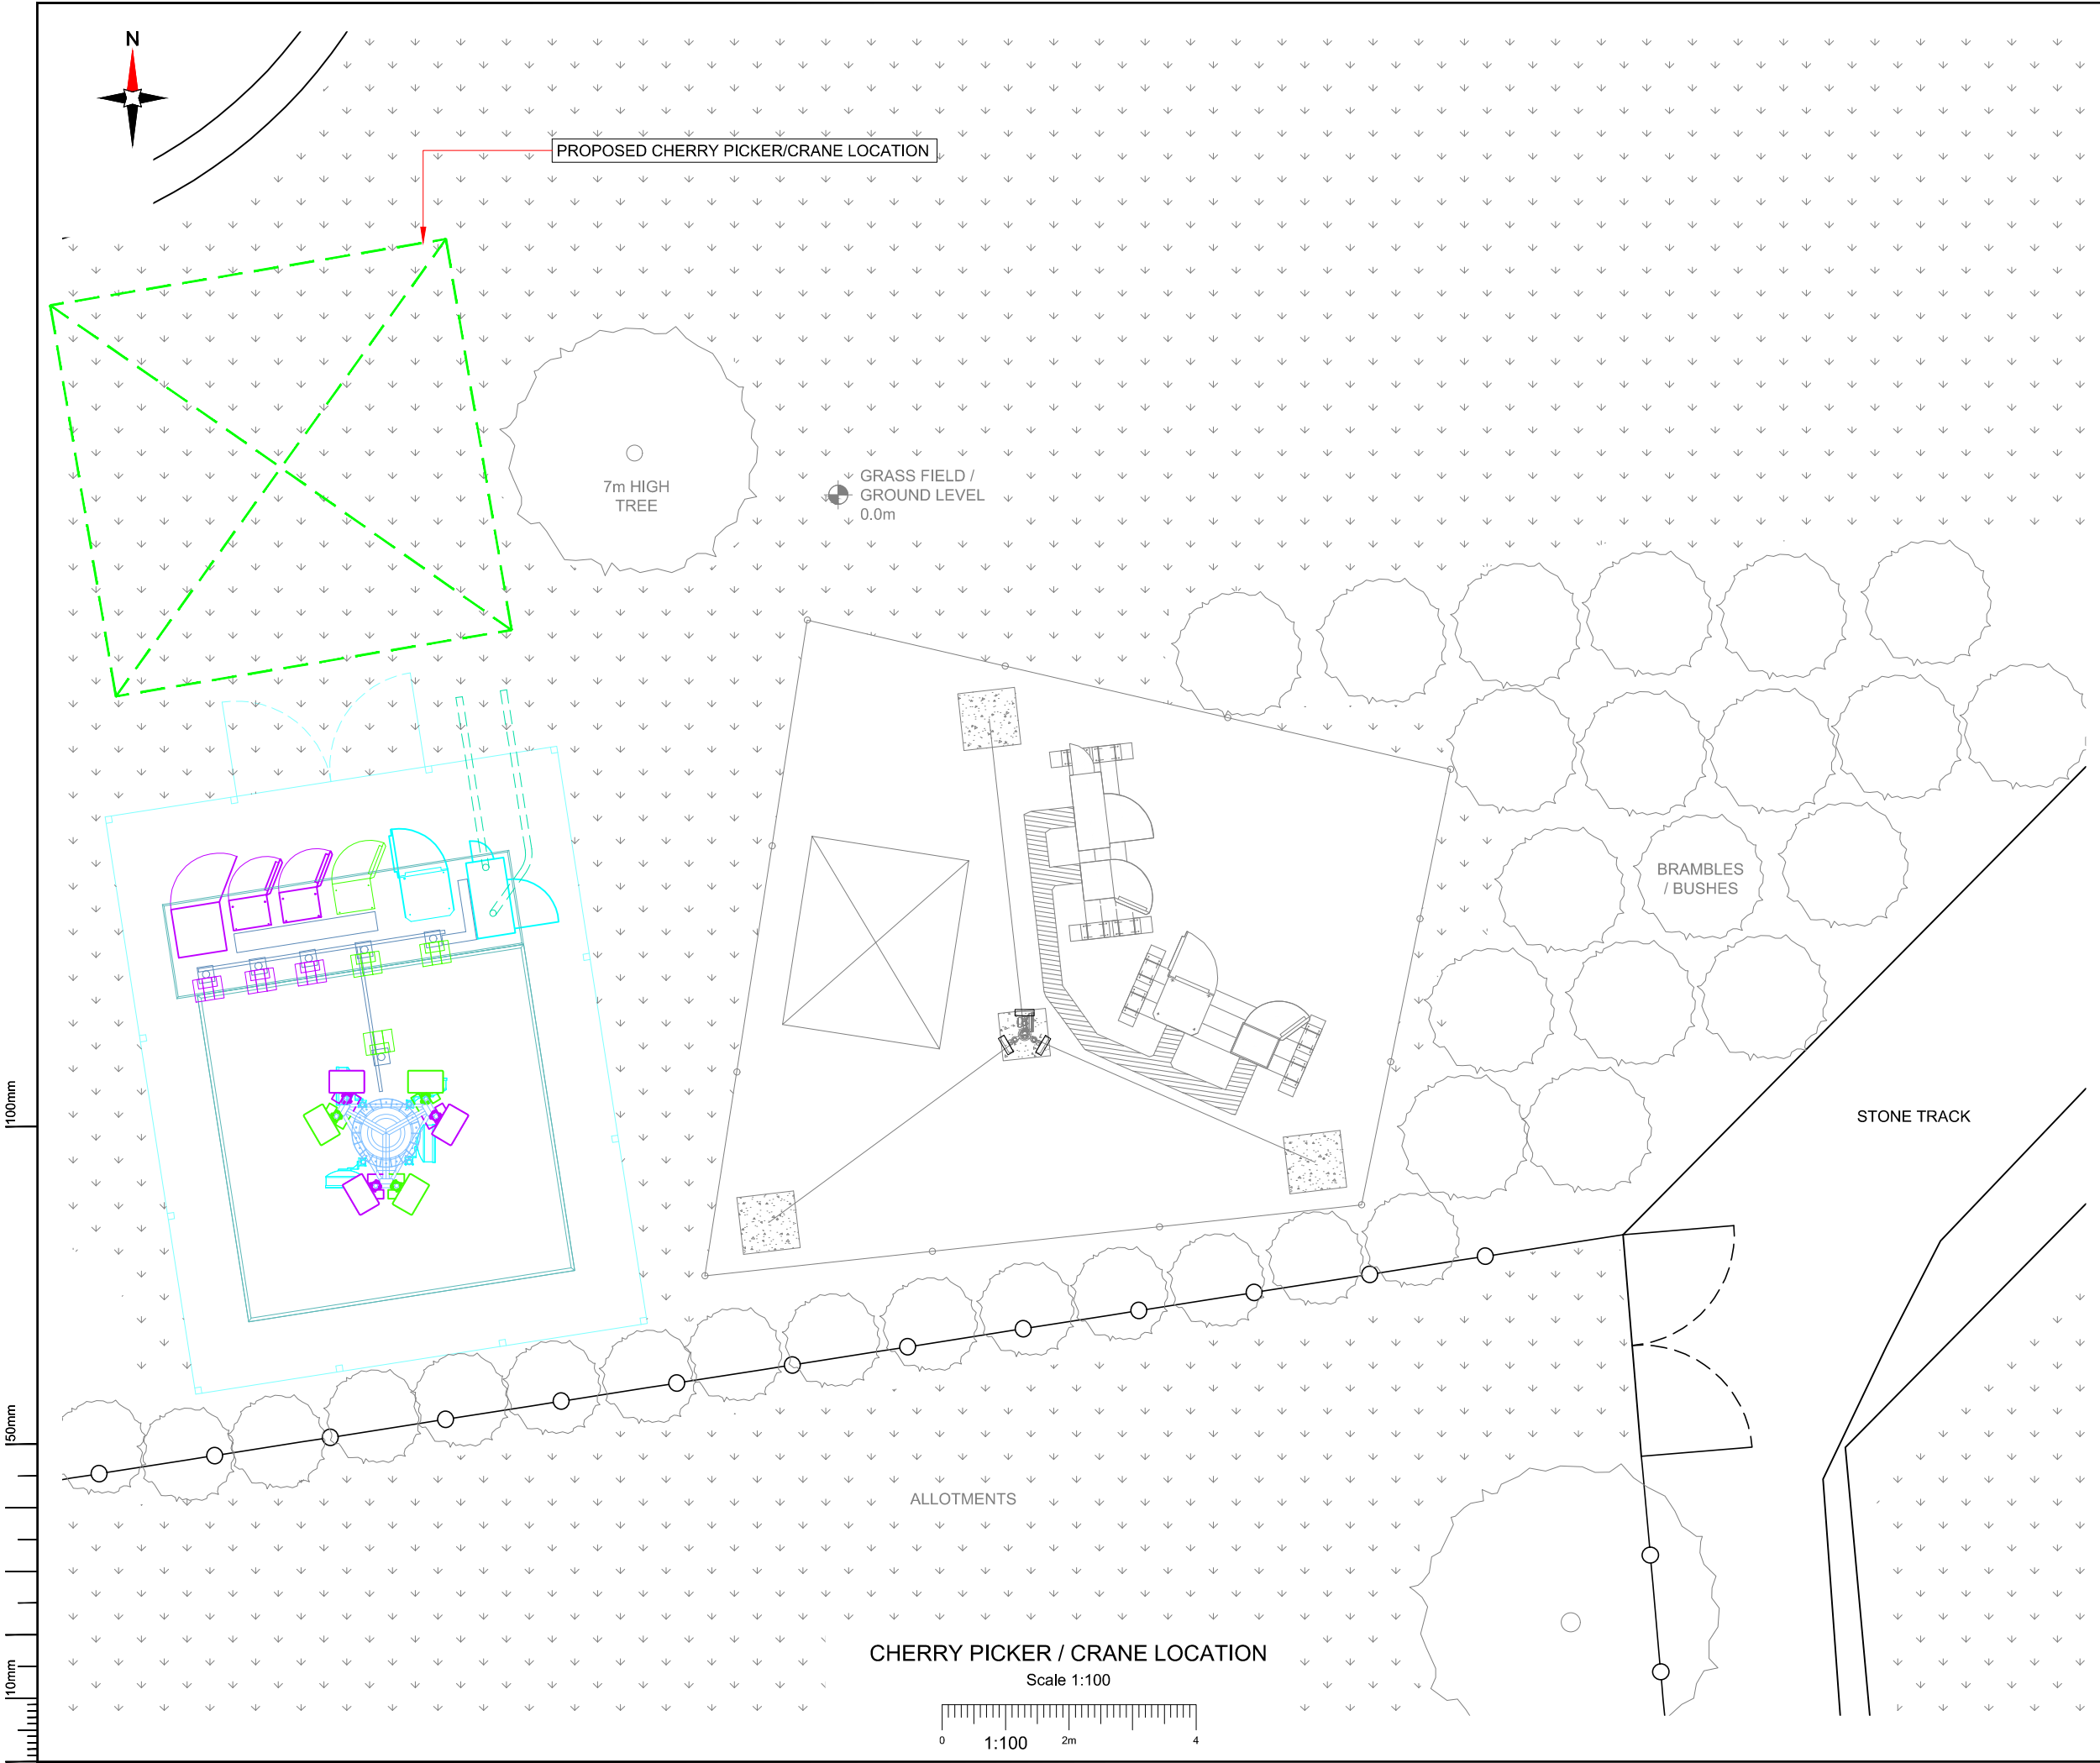 N
PROPOSED CHERRY PICKER/CRANE LOCATION
7m HIGH
TREE
GRASS FIELD /
GROUND LEVEL
0.0m
BRAMBLES
/ BUSHES
STONE TRACK
100mm
50mm
10mm
ALLOTMENTS
CHERRY PICKER / CRANE LOCATION
Scale 1:100
0 1:100 2m 4